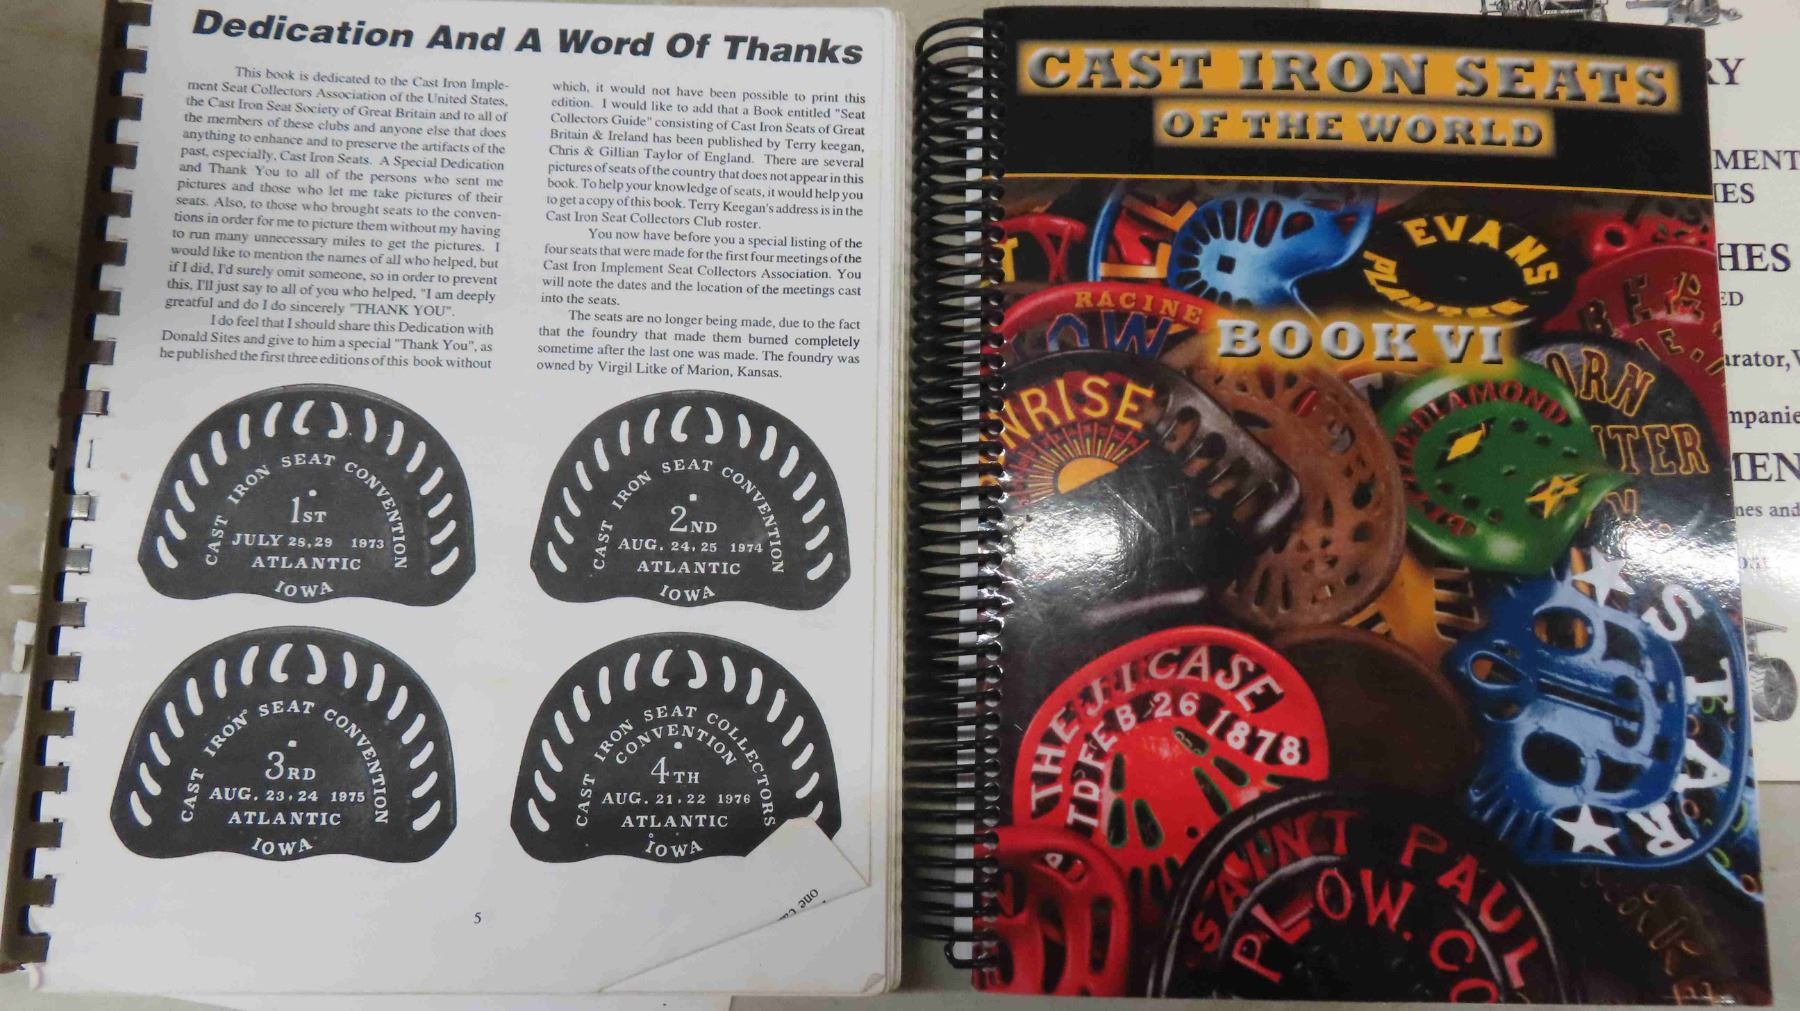 Dedication And A Word Of Thanks
This book is dedicated to the Cast Iron Imple-
ment Seat Collectors Association of the United States,
the Cast Iron Seat Society of Great Britain and to all of
the members of these clubs and anyone else that does
anything to enhance and to preserve the artifacts of the
past, especially, Cast Iron Seats. A Special Dedication
and Thank You to all of the persons who sent me
pictures and those who let me take pictures of their
seats. Also, to those who brought seats to the conven-
tions in order for me to picture them without my having
to run many unnecessary miles to get the pictures. I
would like to mention the names of all who helped, but
if I did, I'd surely omit someone, so in order to prevent
this, I'll just say to all of you who helped, "I am deeply
greatful and do I do sincerely "THANK YOU".
I do feel that I should share this Dedication with
Donald Sites and give to him a special "Thank You", as
he published the first three editions of this book without
which, it would not have been possible to print this
edition. I would like to add that a Book entitled "Seat
Collectors Guide" consisting of Cast Iron Seats of Great
Britain & Ireland has been published by Terry keegan,
Chris & Gillian Taylor of England. There are several
pictures of seats of the country that does not appear in this
book. To help your knowledge of seats, it would help you
to get a copy of this book. Terry Keegan's address is in the
Cast Iron Seat Collectors Club roster.
You now have before you a special listing of the
four seats that were made for the first four meetings of the
Cast Iron Implement Seat Collectors Association. You
will note the dates and the location of the meetings cast
into the seats.
The seats are no longer being made, due to the fact
that the foundry that made them burned completely
sometime after the last one was made. The foundry was
owned by Virgil Litke of Marion, Kansas.
CAST IRON SEAT CONVENTION
1ST
JULY 28,29 1973
ATLANTIC
IOWA
CAST IRON SEAT CONVENTION
2ND
AUG. 24,25 1974
ATLANTIC
IOWA
CAST IRON SEAT CONVENTION
3RD
AUG. 23,24 1975
ATLANTIC
IOWA
CAST IRON SEAT COLLECTORS
CONVENTION
4TH
AUG. 21,22 1976
ATLANTIC
IOWA
5
one
CAST IRON SEATS
OF THE WORLD
BOOK VI
EVANS
PLANTER
RACINE
NRISE
DIAMOND
ORN
NTER
THE J I CASE
FEB 26 1878
STAR
SAINT PAUL
PLOW. CO
RY
MENT
IES
HES
ED
arator, V
mpanie
MEN
nes and